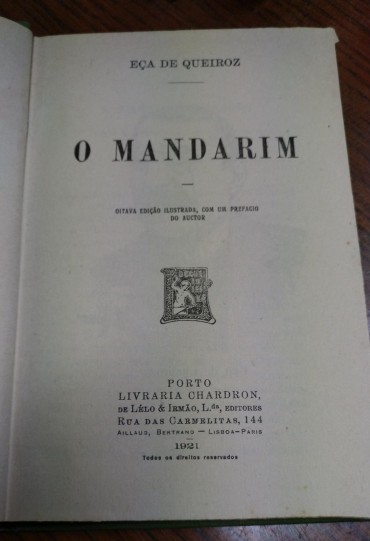 EÇA DE QUEIROZ
O MANDARIM
OITAVA EDIÇÃO ILUSTRADA, COM UM PREFACIO
DO AUCTOR
PORTO
LIVRARIA CHARDRON,
DE LÉLO & IRMÃO, L.da, EDITORES
RUA DAS CARMELITAS, 144
AILLAUD, BERTRAND — LISBOA-PARIS
1921
Todos os direitos reservados